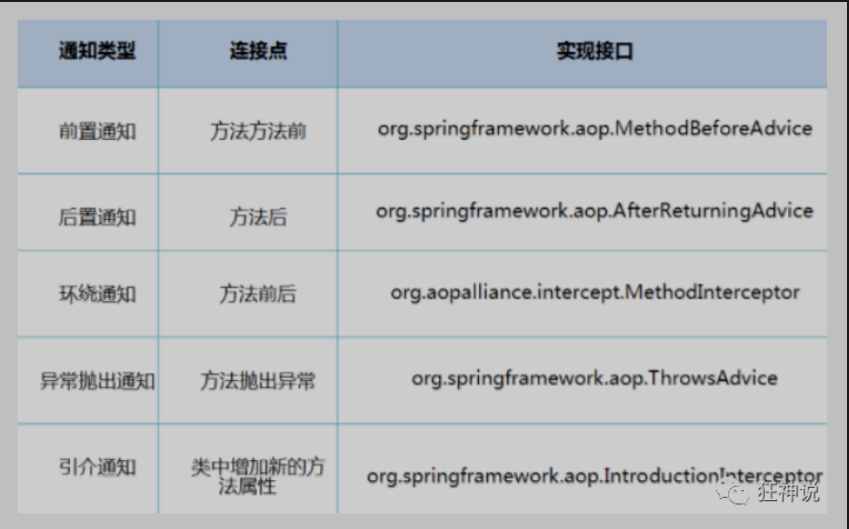 通知类型 连接点 实现接口
前置通知 方法方法前 org.springframework.aop.MethodBeforeAdvice
后置通知 方法后 org.springframework.aop.AfterReturningAdvice
环绕通知 方法前后 org.aopalliance.intercept.MethodInterceptor
异常抛出通知 方法抛出异常 org.springframework.aop.ThrowsAdvice
引介通知 类中增加新的方
法属性 org.springframework.aop.IntroductionInterceptor
狂神说